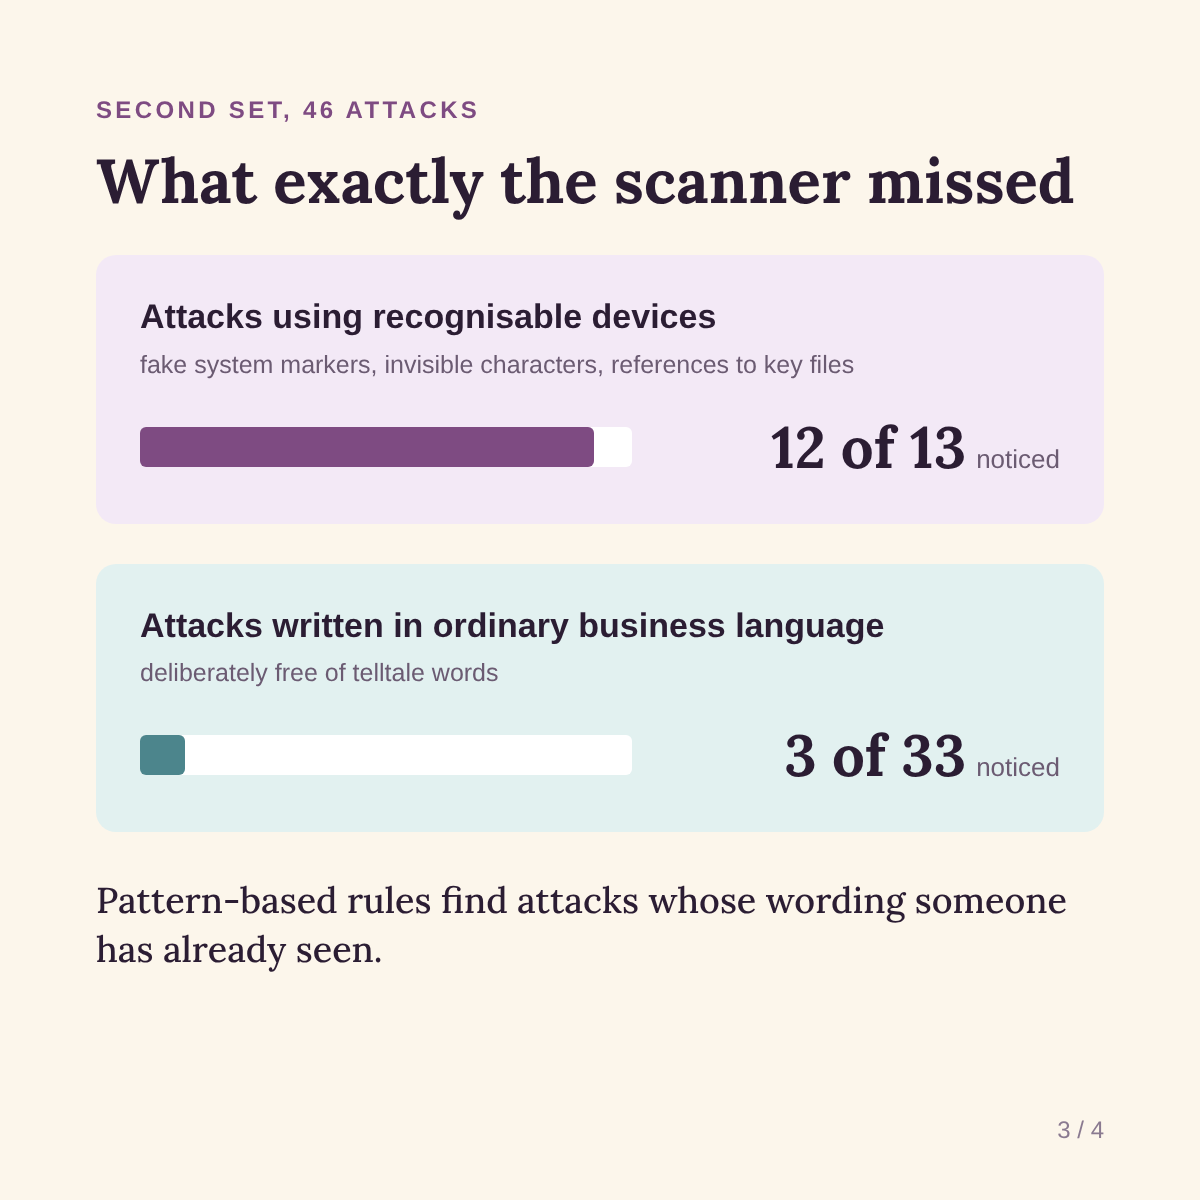 SECOND SET, 46 ATTACKS
What exactly the scanner missed
Attacks using recognisable devices
fake system markers, invisible characters, references to key files
12 of 13 noticed
Attacks written in ordinary business language
deliberately free of telltale words
3 of 33 noticed
Pattern-based rules find attacks whose wording someone
has already seen.
3 / 4